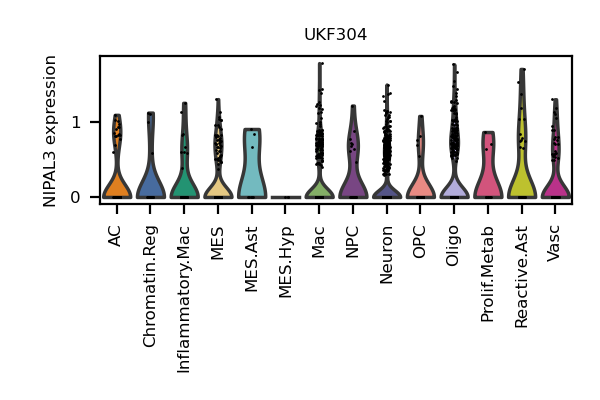 UKF304
NIPAL3 expression
1
0
AC
Chromatin.Reg
Inflammatory.Mac
MES
MES.Ast
MES.Hyp
Mac
NPC
Neuron
OPC
Oligo
Prolif.Metab
Reactive.Ast
Vasc